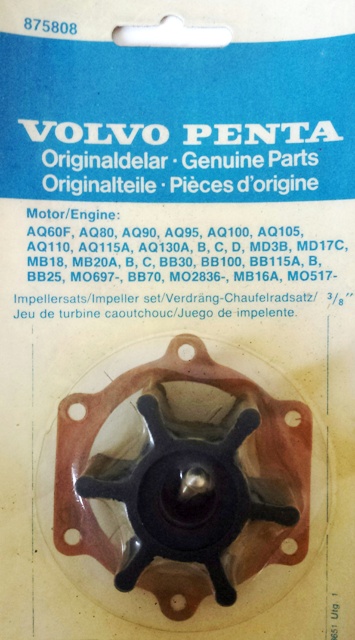 875808
VOLVO PENTA
Originaldelar · Genuine Parts
Originalteile · Pièces d'origine
Motor/Engine:
AQ60F, AQ80, AQ90, AQ95, AQ100, AQ105,
AQ110, AQ115A, AQ130A, B, C, D, MD3B, MD17C,
MB18, MB20A, B, C, BB30, BB100, BB115A, B,
BB25, MO697-, BB70, MO2836-, MB16A, MO517-
Impellersats/Impeller set/Verdräng-Chaufelradsatz/ 3/8"
Jeu de turbine caoutchouc/Juego de impelente.
Utg. 1